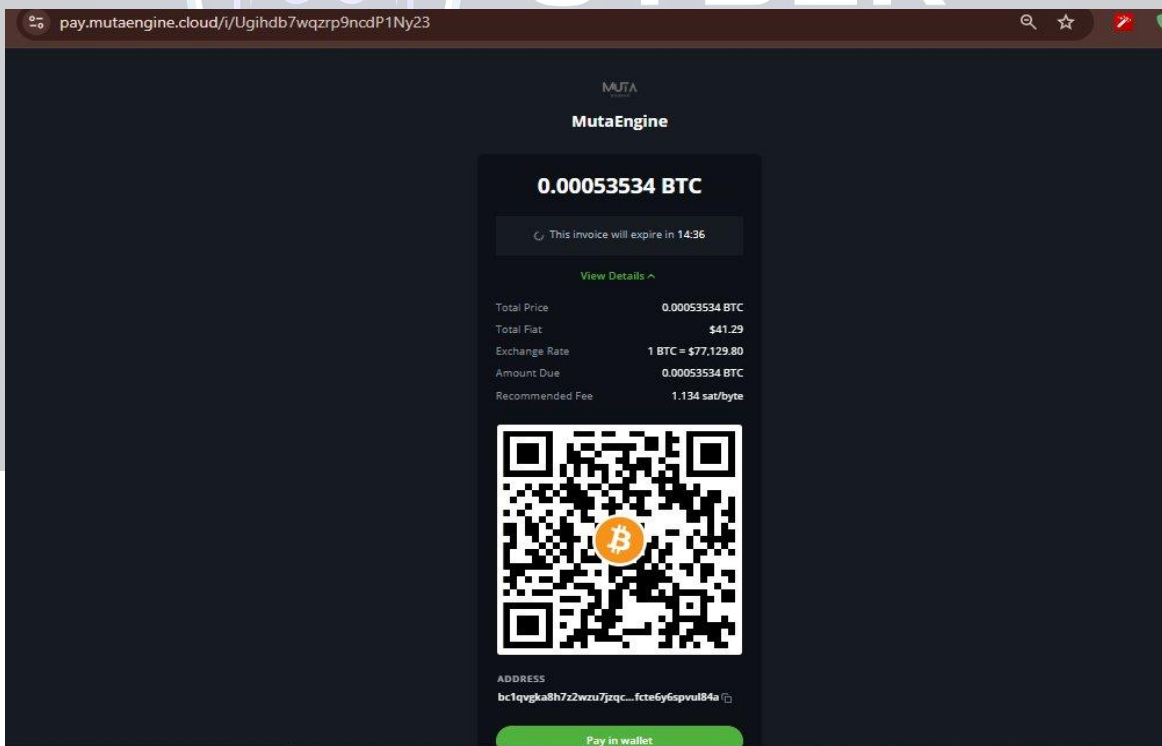 CYBER
pay.mutaengine.cloud/i/Ugihdb7wqzrp9ncdP1Ny23
MUTA
MutaEngine
0.00053534 BTC
This invoice will expire in 14:36
View Details
Total Price 0.00053534 BTC
Total Fiat $41.29
Exchange Rate 1 BTC = $77,129.80
Amount Due 0.00053534 BTC
Recommended Fee 1.134 sat/byte
ADDRESS
bc1qvgka8h7z2wzu7jzqc...fcte6y6spvul84a
Pay in wallet